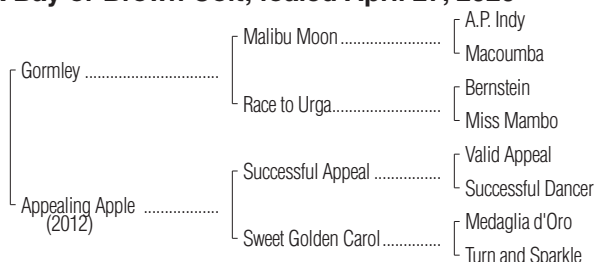 Bay or Brown Colt; foaled April 27, 2020
A.P. Indy
Malibu Moon ........................
Macoumba
Gormley ................................
Bernstein
Race to Urga..........................
Miss Mambo
Valid Appeal
Successful Appeal ................
Successful Dancer
Appealing Apple ..................
(2012)
Medaglia d'Oro
Sweet Golden Carol..............
Turn and Sparkle